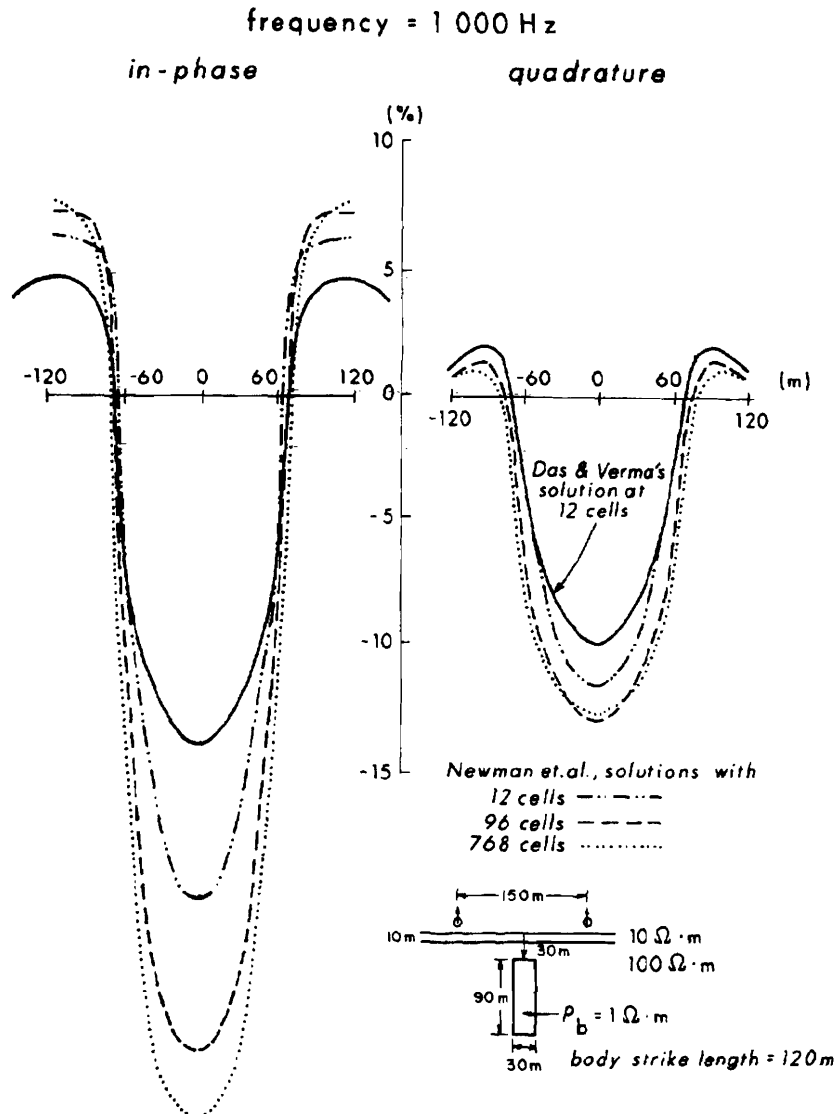 frequency = 1 000 Hz
in-phase
quadrature
(%)
10
5
-120 -60 0 60 120
0
-60 0 60 (m)
-120 120
Das & Verma's
solution at
12 cells
-5
-10
-15
Newman et.al., solutions with
12 cells
96 cells
768 cells
150m
10m
10 Ω·m
30m
100 Ω·m
90m
ρb = 1 Ω·m
30m
body strike length = 120m